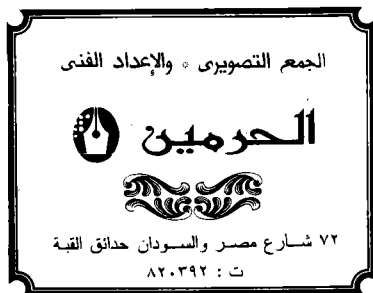 الجمع التصويرى * والإعداد الفنى
الحرمين
٧٢ شارع مصر والسودان حدائق القبة
ت : ٨٢٠٣٩٢